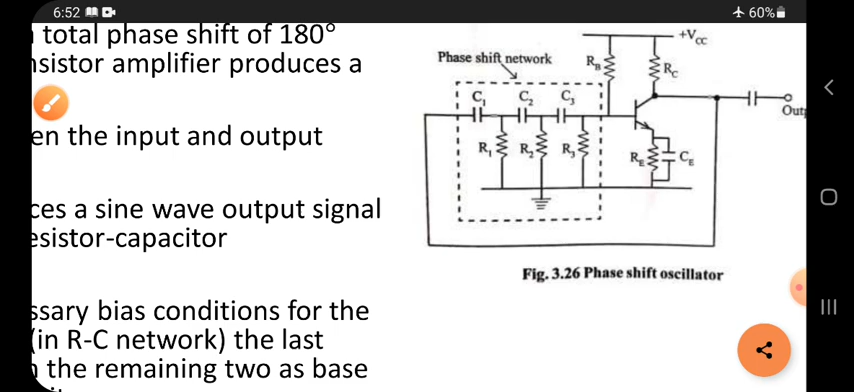 6:52
60%
total phase shift of 180°
nsistor amplifier produces a
en the input and output
ces a sine wave output signal
esistor-capacitor
ssary bias conditions for the
(in R-C network) the last
the remaining two as base
Phase shift network
+Vcc
RB
RC
C1 C2 C3
Out
R1 R2 R3
RE CE
Fig. 3.26 Phase shift oscillator